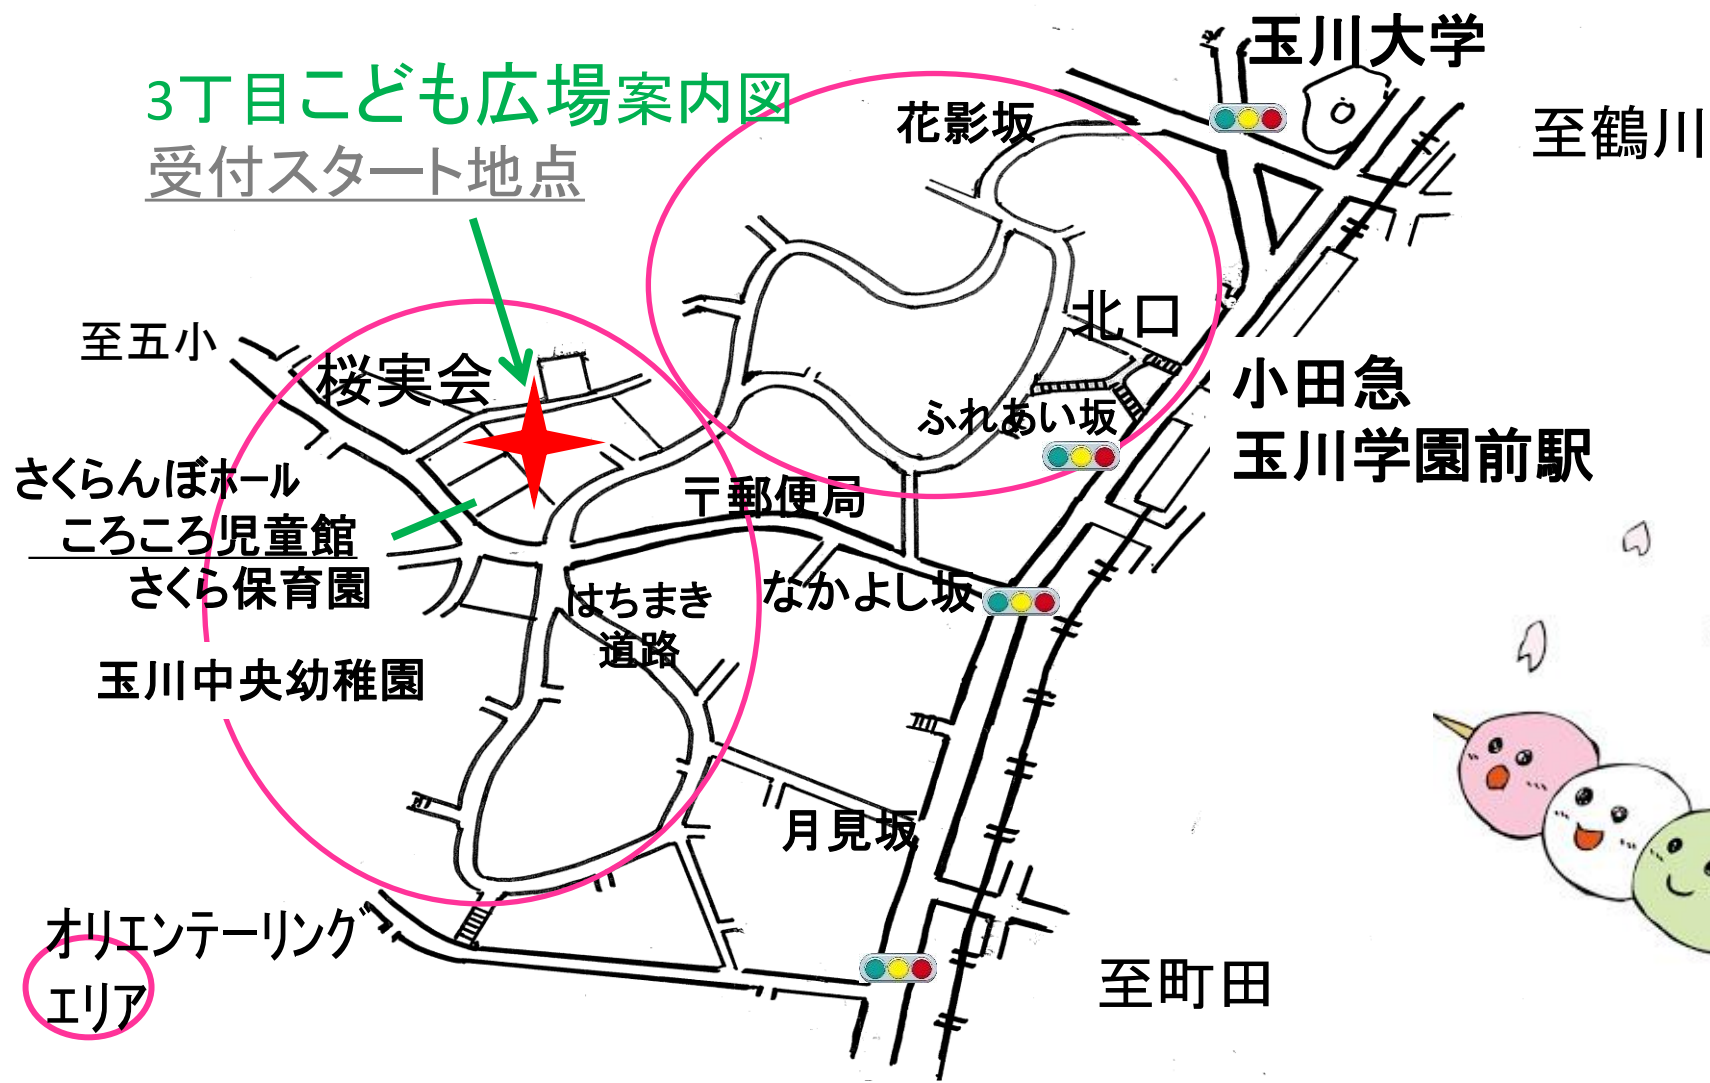 玉川大学
3丁目こども広場案内図
花影坂
至鶴川
受付スタート地点
北口
至五小
桜実会
小田急
ふれあい坂
玉川学園前駅
さくらんぼホール
〒郵便局
ころころ児童館
さくら保育園
なかよし坂
はちまき
道路
玉川中央幼稚園
月見坂
オリエンテーリング
エリア
至町田